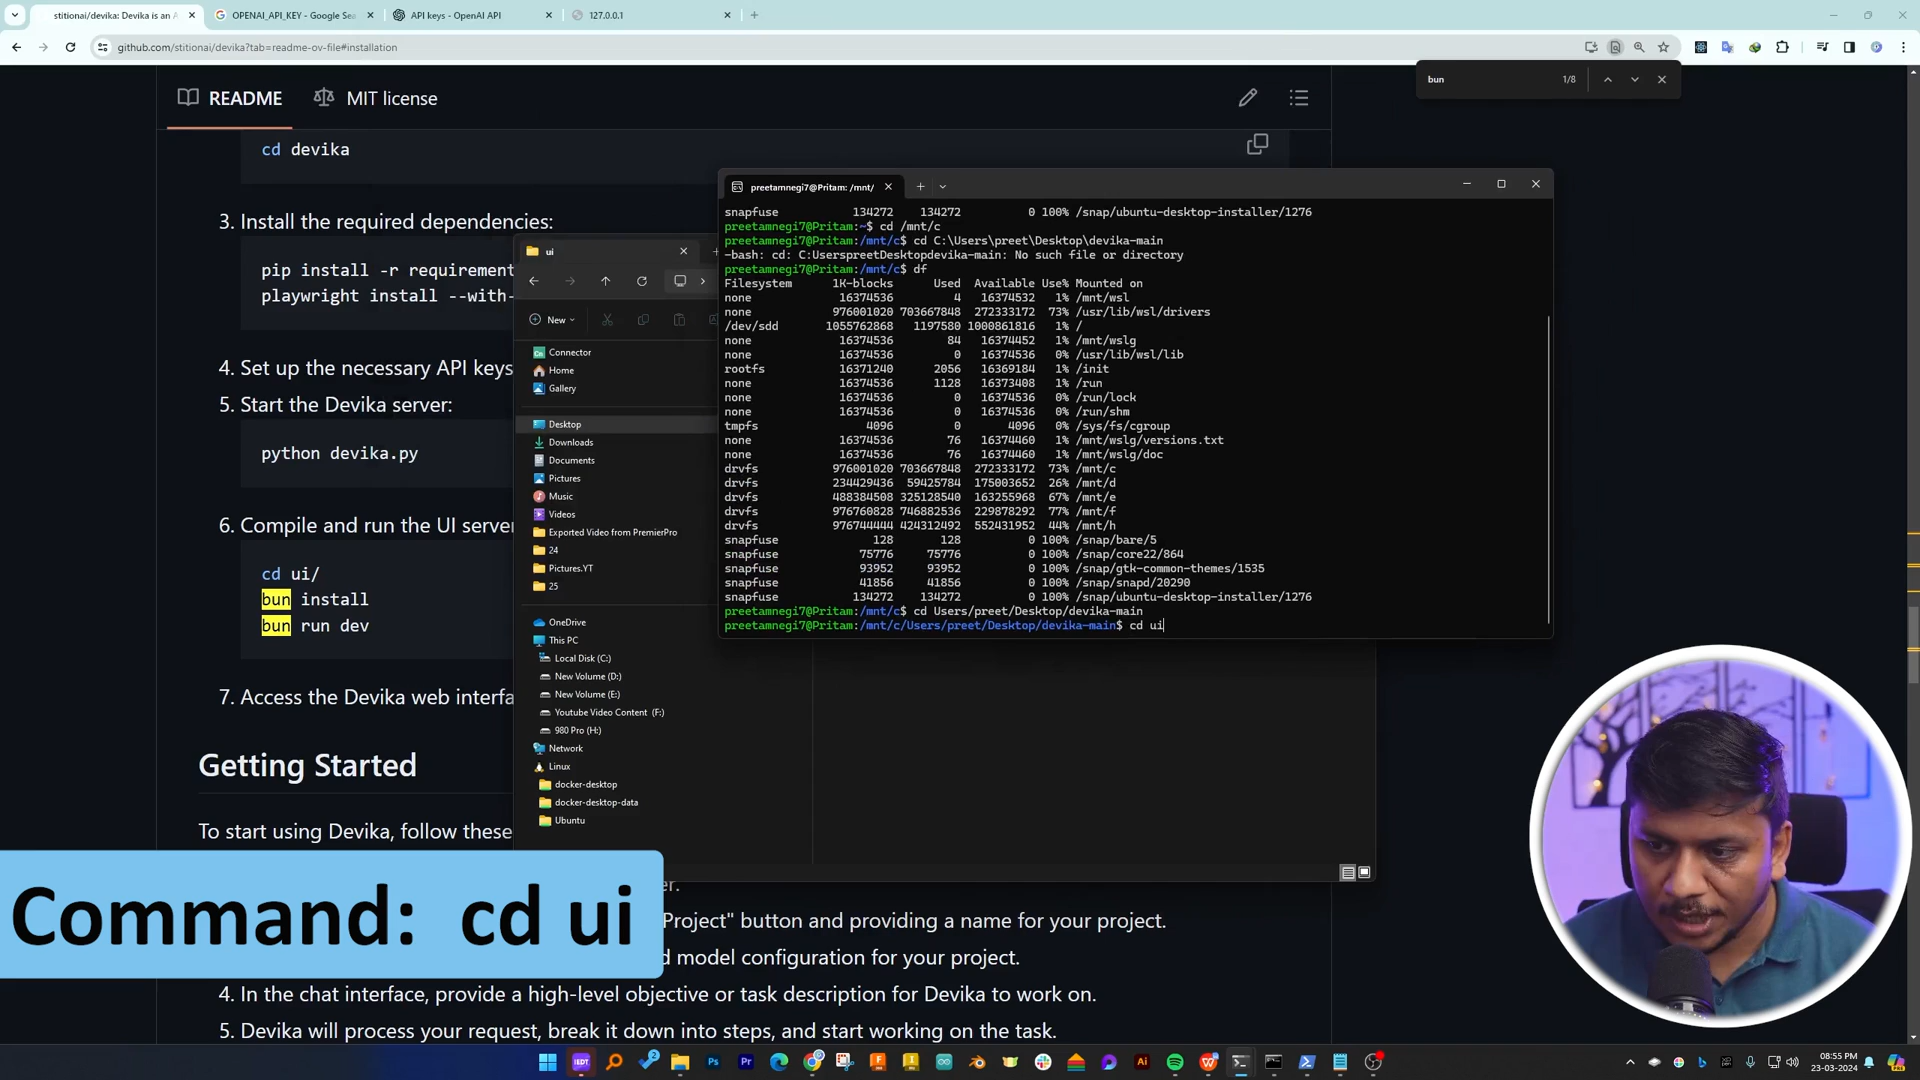 stitionai/devika: Devika is an A
OPENAI_API_KEY - Google Sea
API keys - OpenAI API
127.0.0.1
github.com/stitionai/devika?tab=readme-ov-file#installation
bun
1/8
README
MIT license
cd devika
3. Install the required dependencies:
pip install -r requirement
playwright install --with-
4. Set up the necessary API keys
5. Start the Devika server:
python devika.py
6. Compile and run the UI server
cd ui/
bun install
bun run dev
7. Access the Devika web interfa
Getting Started
To start using Devika, follow these
er.
Project" button and providing a name for your project.
d model configuration for your project.
4. In the chat interface, provide a high-level objective or task description for Devika to work on.
5. Devika will process your request, break it down into steps, and start working on the task.
Command: cd ui
ui
New
Connector
Home
Gallery
Desktop
Downloads
Documents
Pictures
Music
Videos
Exported Video from PremierPro
24
Pictures.YT
25
OneDrive
This PC
Local Disk (C:)
New Volume (D:)
New Volume (E:)
Youtube Video Content (F:)
980 Pro (H:)
Network
Linux
docker-desktop
docker-desktop-data
Ubuntu
preetamnegi7@Pritam: /mnt/
snapfuse 134272 134272 0 100% /snap/ubuntu-desktop-installer/1276
preetamnegi7@Pritam:~$ cd /mnt/c
preetamnegi7@Pritam:/mnt/c$ cd C:\Users\preet\Desktop\devika-main
-bash: cd: C:UserspreetDesktopdevika-main: No such file or directory
preetamnegi7@Pritam:/mnt/c$ df
Filesystem 1K-blocks Used Available Use% Mounted on
none 16374536 4 16374532 1% /mnt/wsl
none 976001020 703667848 272333172 73% /usr/lib/wsl/drivers
/dev/sdd 1055762868 1197580 1000861816 1% /
none 16374536 84 16374452 1% /mnt/wslg
none 16374536 0 16374536 0% /usr/lib/wsl/lib
rootfs 16371240 2056 16369184 1% /init
none 16374536 1128 16373408 1% /run
none 16374536 0 16374536 0% /run/lock
none 16374536 0 16374536 0% /run/shm
tmpfs 4096 0 4096 0% /sys/fs/cgroup
none 16374536 76 16374460 1% /mnt/wslg/versions.txt
none 16374536 76 16374460 1% /mnt/wslg/doc
drvfs 976001020 703667848 272333172 73% /mnt/c
drvfs 234429436 59425784 175003652 26% /mnt/d
drvfs 488384508 325128540 163255968 67% /mnt/e
drvfs 976760828 746882536 229878292 77% /mnt/f
drvfs 976744444 424312492 552431952 44% /mnt/h
snapfuse 128 128 0 100% /snap/bare/5
snapfuse 75776 75776 0 100% /snap/core22/864
snapfuse 93952 93952 0 100% /snap/gtk-common-themes/1535
snapfuse 41856 41856 0 100% /snap/snapd/20290
snapfuse 134272 134272 0 100% /snap/ubuntu-desktop-installer/1276
preetamnegi7@Pritam:/mnt/c$ cd Users/preet/Desktop/devika-main
preetamnegi7@Pritam:/mnt/c/Users/preet/Desktop/devika-main$ cd ui
08:55 PM
23-03-2024